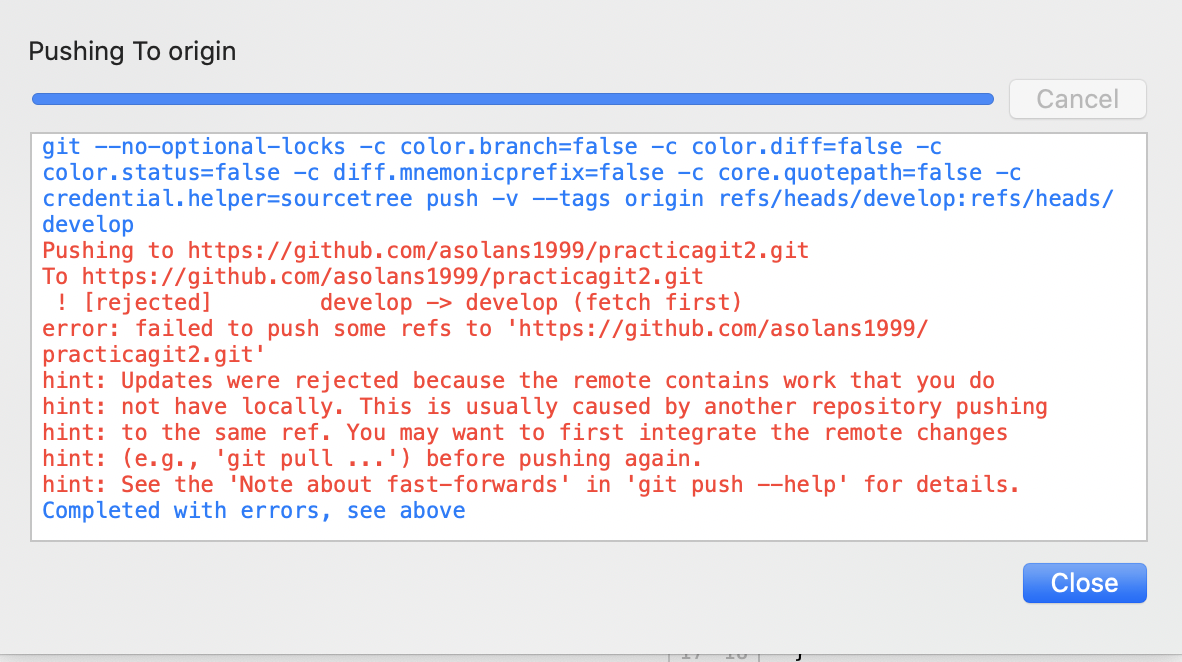 Pushing To origin
Cancel
git --no-optional-locks -c color.branch=false -c color.diff=false -c
color.status=false -c diff.mnemonicprefix=false -c core.quotepath=false -c
credential.helper=sourcetree push -v --tags origin refs/heads/develop:refs/heads/
develop
Pushing to https://github.com/asolans1999/practicagit2.git
To https://github.com/asolans1999/practicagit2.git
 ! [rejected]        develop -> develop (fetch first)
error: failed to push some refs to 'https://github.com/asolans1999/
practicagit2.git'
hint: Updates were rejected because the remote contains work that you do
hint: not have locally. This is usually caused by another repository pushing
hint: to the same ref. You may want to first integrate the remote changes
hint: (e.g., 'git pull ...') before pushing again.
hint: See the 'Note about fast-forwards' in 'git push --help' for details.
Completed with errors, see above
Close